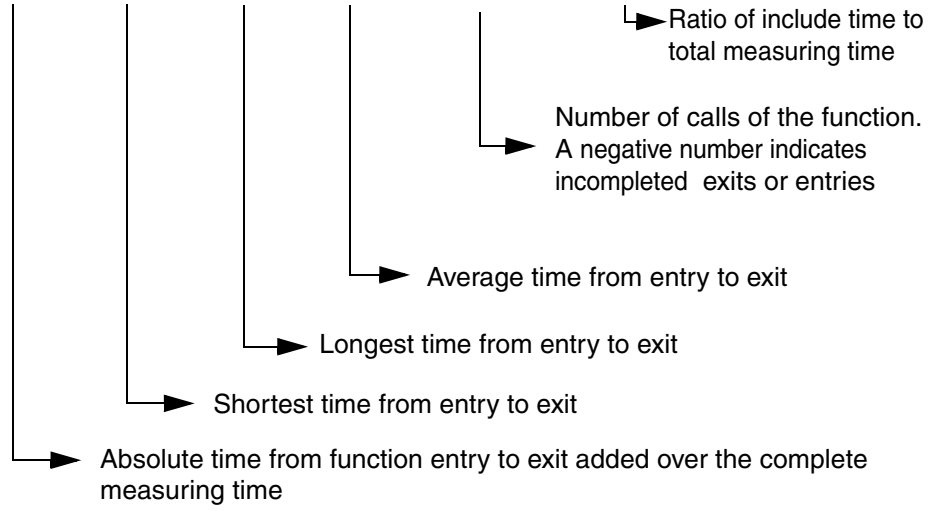 Ratio of include time to
total measuring time
Number of calls of the function.
A negative number indicates
incompleted exits or entries
Average time from entry to exit
Longest time from entry to exit
Shortest time from entry to exit
Absolute time from function entry to exit added over the complete
measuring time